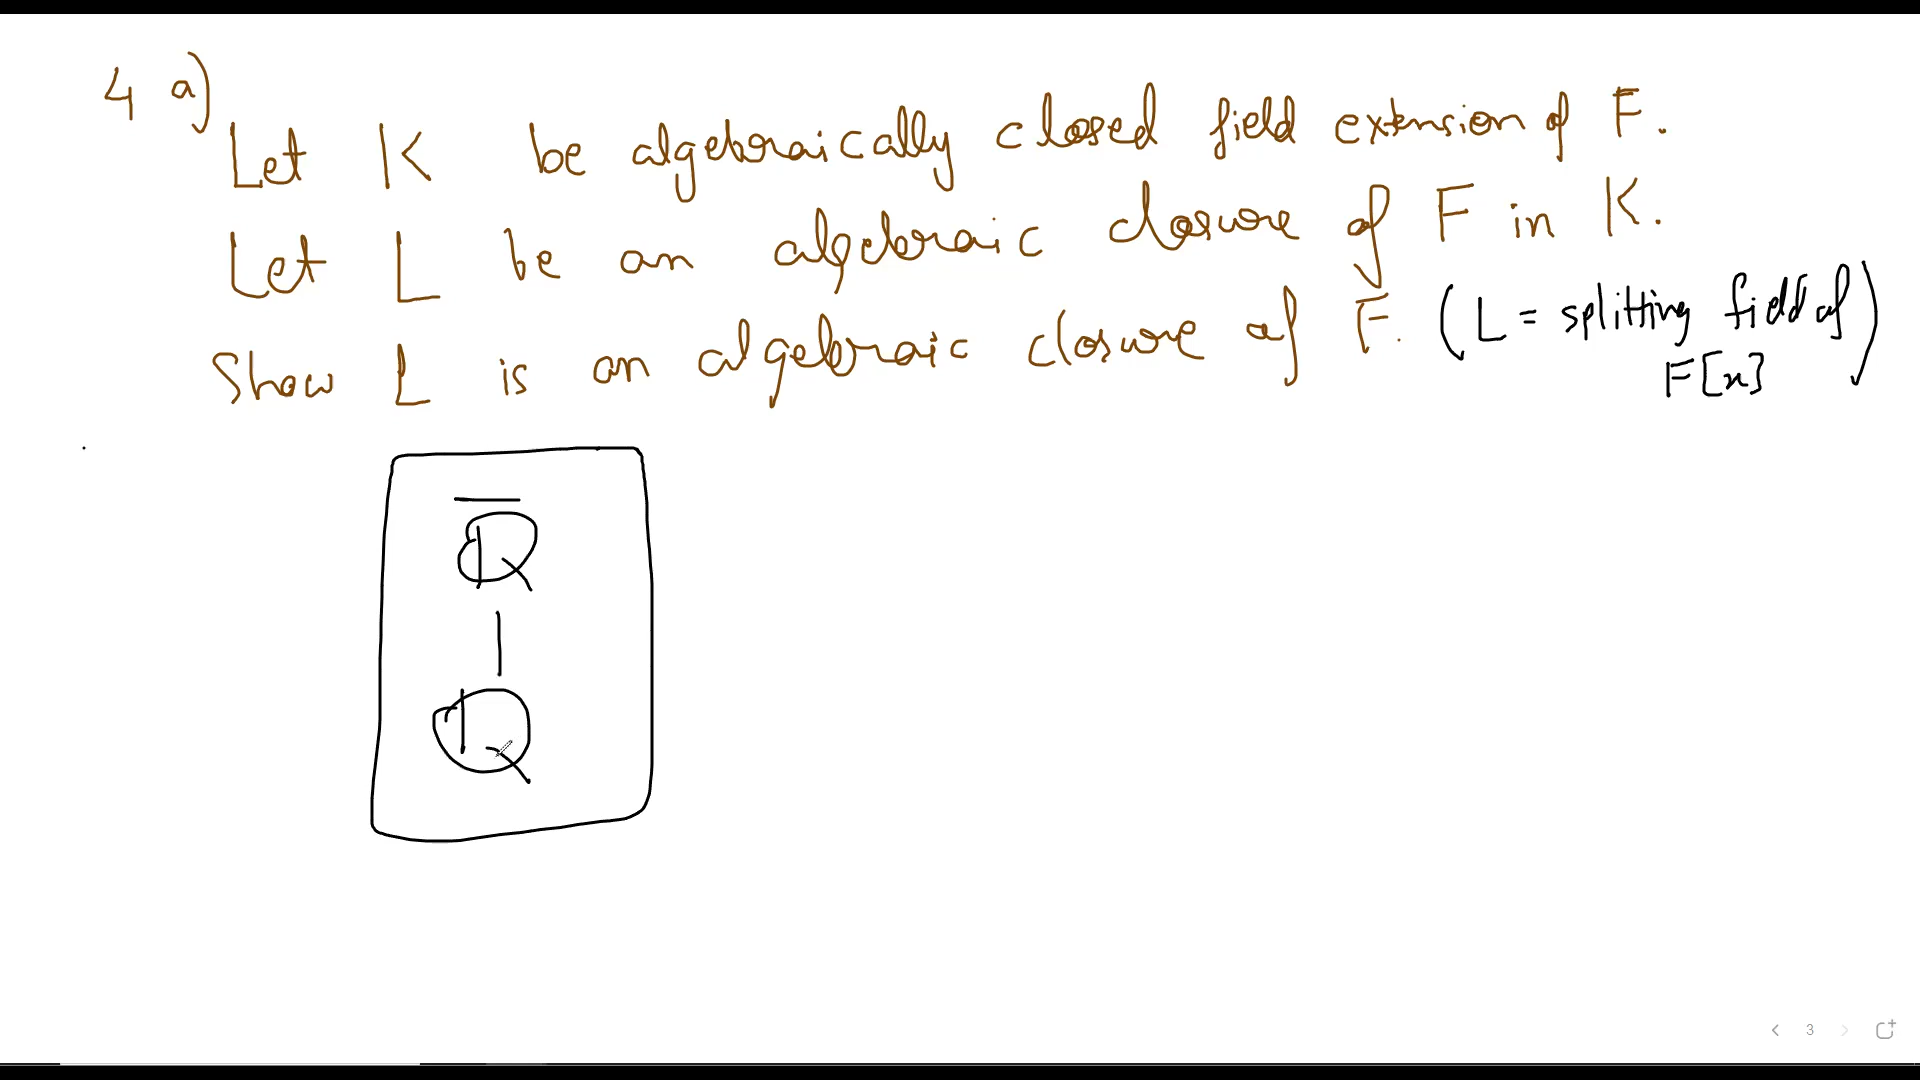 4 a)
Let K be algebraically closed field extension of F.
Let L be an algebraic closure of F in K.
Show L is an algebraic closure of F. (L = splitting field of
F[x])
ℚ̅
|
ℚ
< 3 >